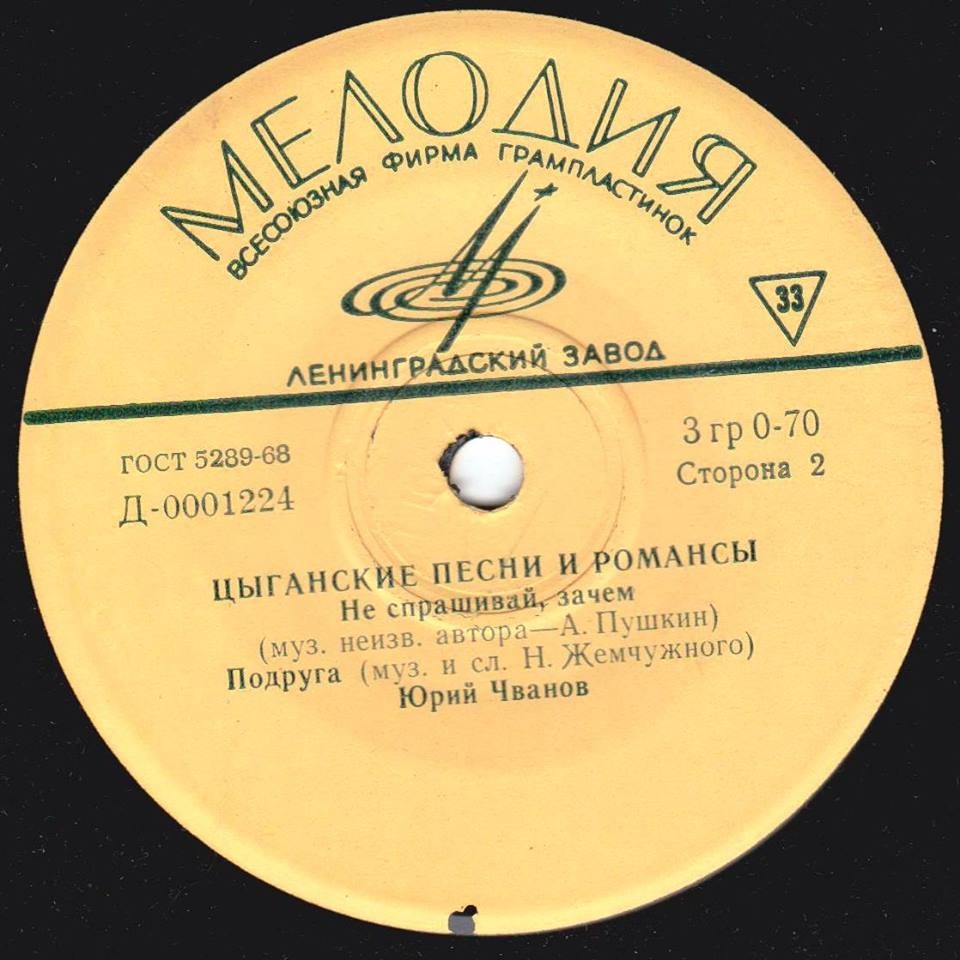 МЕЛОДИЯ
ВСЕСОЮЗНАЯ ФИРМА ГРАМПЛАСТИНОК
33
ЛЕНИНГРАДСКИЙ ЗАВОД
ГОСТ 5289-68
Д-0001224
3 гр 0-70
Сторона 2
ЦЫГАНСКИЕ ПЕСНИ И РОМАНСЫ
Не спрашивай, зачем
(муз. неизв. автора—А. Пушкин)
Подруга (муз. и сл. Н. Жемчужного)
Юрий Чванов